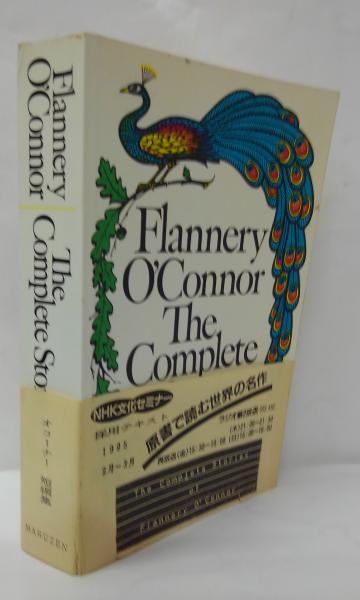 Flannery
O'Connor
The
Complete Sto
オコーナー 短編集
MARUZEN
Flannery
O'Connor
The
Complete
NHK文化セミナー
採用テキスト
1995
原書で読む世界の名作
The Complete Stories
of
Flannery O'Connor